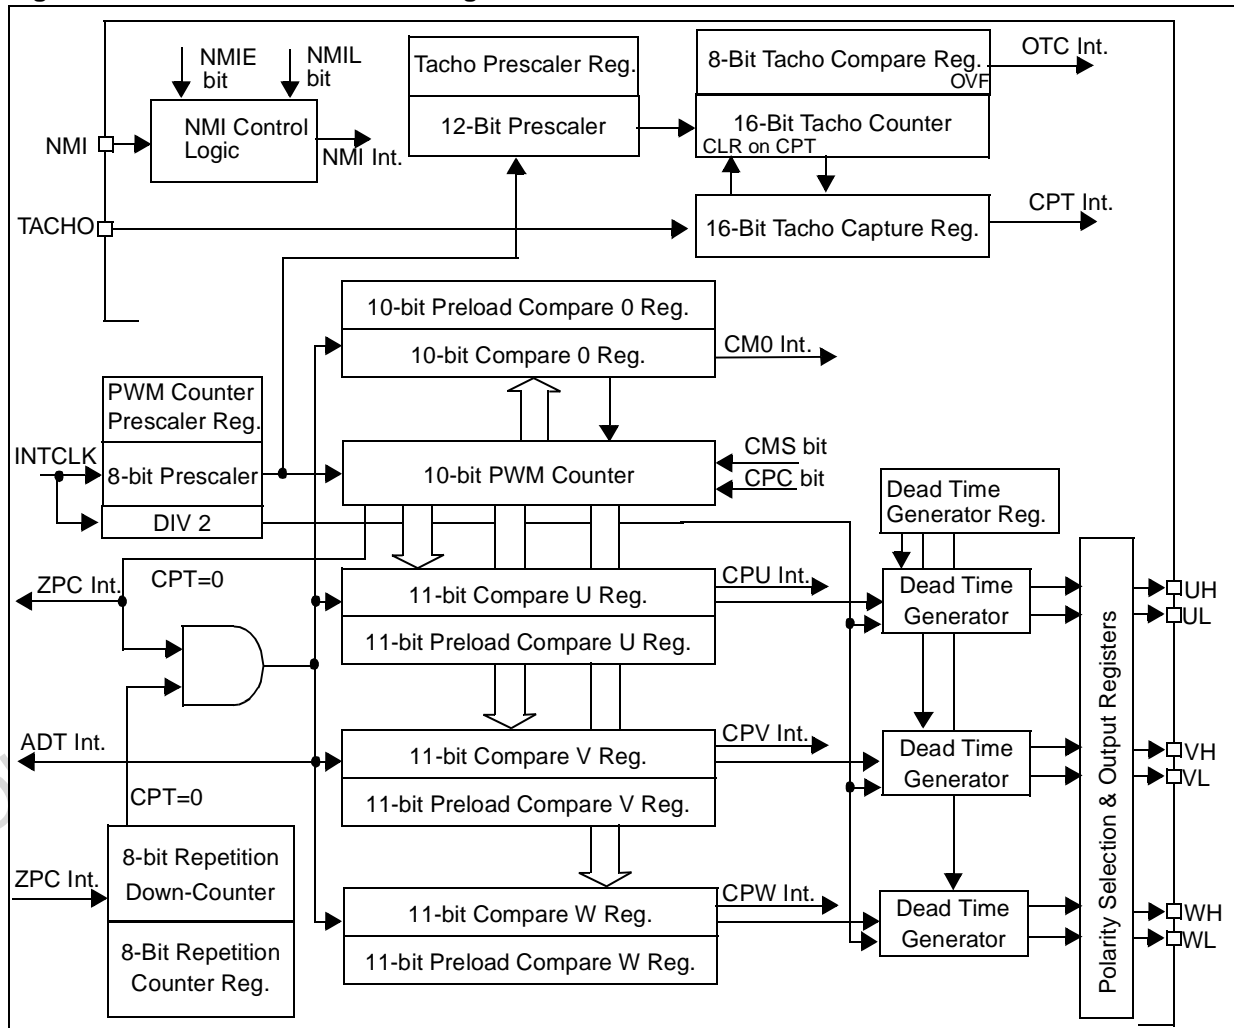 NMIE
bit
NMIL
bit
NMI
NMI Control
Logic
NMI Int.
Tacho Prescaler Reg.
12-Bit Prescaler
8-Bit Tacho Compare Reg.
OVF
OTC Int.
16-Bit Tacho Counter
CLR on CPT
TACHO
16-Bit Tacho Capture Reg.
CPT Int.
10-bit Preload Compare 0 Reg.
10-bit Compare 0 Reg.
CM0 Int.
PWM Counter
Prescaler Reg.
INTCLK
8-bit Prescaler
DIV 2
10-bit PWM Counter
CMS bit
CPC bit
Dead Time
Generator Reg.
ZPC Int.
CPT=0
11-bit Compare U Reg.
11-bit Preload Compare U Reg.
CPU Int.
Dead Time
Generator
UH
UL
ADT Int.
CPT=0
11-bit Compare V Reg.
11-bit Preload Compare V Reg.
CPV Int.
Dead Time
Generator
VH
VL
ZPC Int.
8-bit Repetition
Down-Counter
8-Bit Repetition
Counter Reg.
11-bit Compare W Reg.
11-bit Preload Compare W Reg.
CPW Int.
Dead Time
Generator
WH
WL
Polarity Selection & Output Registers